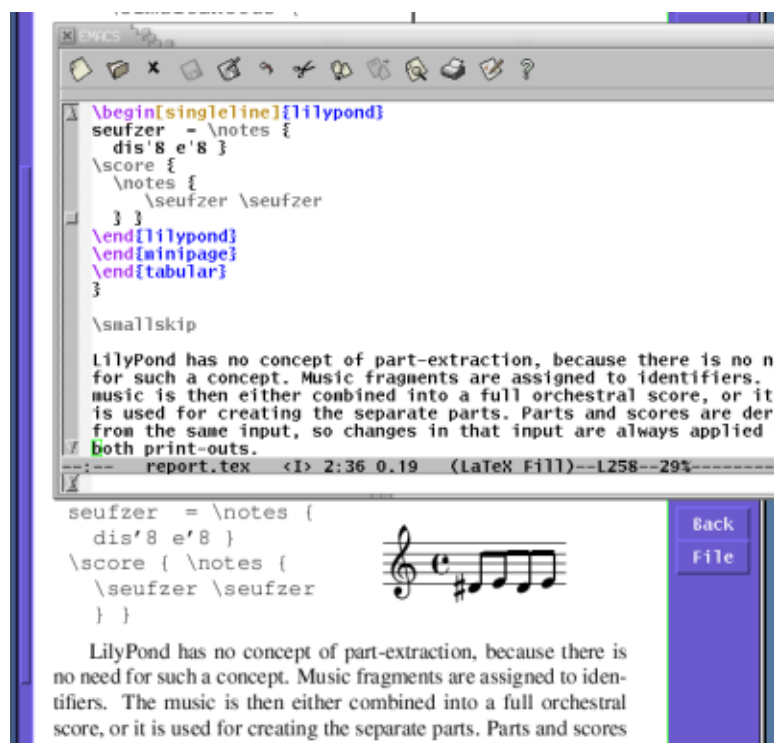 EMACS
\begin[singleline]{lilypond}
seufzer = \notes {
dis'8 e'8 }
\score {
\notes {
\seufzer \seufzer
} }
\end{lilypond}
\end{minipage}
\end{tabular}
}
\smallskip
LilyPond has no concept of part-extraction, because there is no n
for such a concept. Music fragments are assigned to identifiers.
music is then either combined into a full orchestral score, or it
is used for creating the separate parts. Parts and scores are der
from the same input, so changes in that input are always applied
both print-outs.
--:-- report.tex <I> 2:36 0.19 (LaTeX Fill)--L258--29%--------
seufzer = \notes {
dis'8 e'8 }
\score { \notes {
\seufzer \seufzer
} }
Back
File
LilyPond has no concept of part-extraction, because there is
no need for such a concept. Music fragments are assigned to iden-
tifiers. The music is then either combined into a full orchestral
score, or it is used for creating the separate parts. Parts and scores